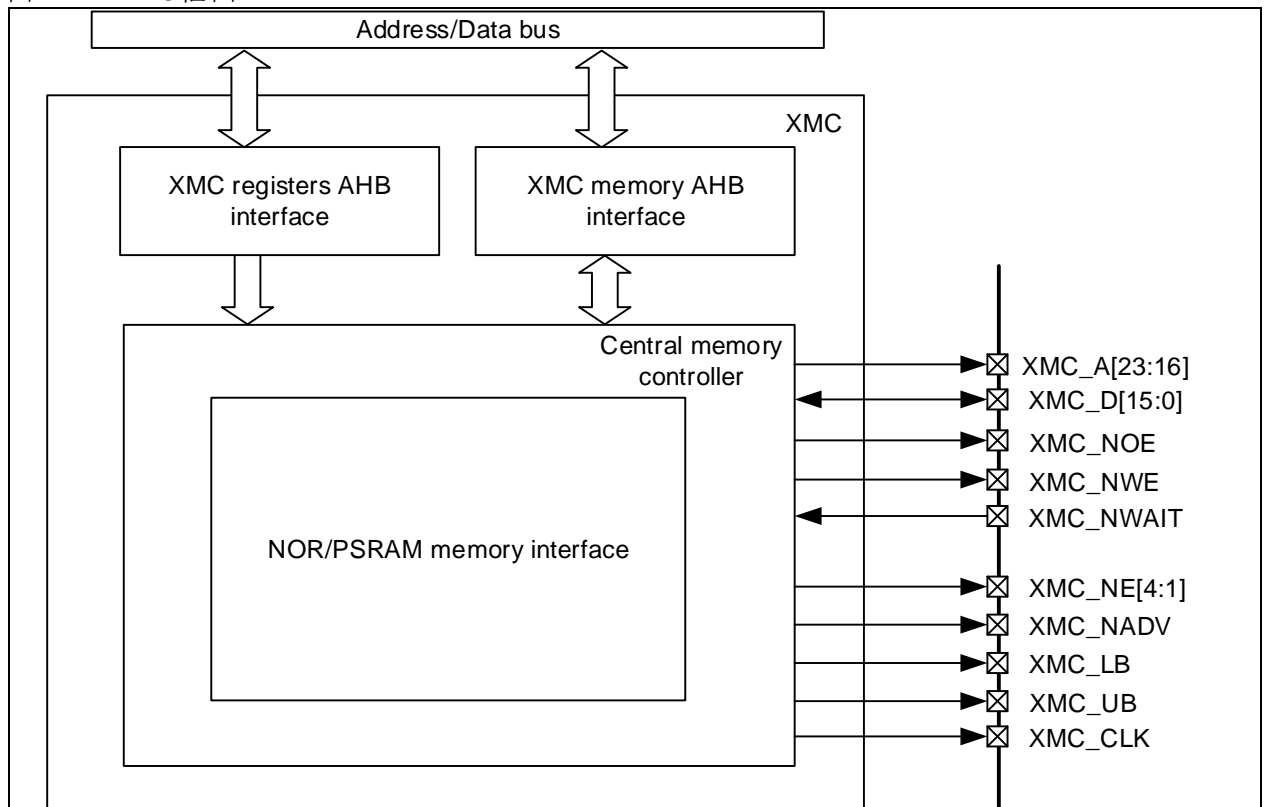 Address/Data bus
XMC
XMC registers AHB
interface
XMC memory AHB
interface
Central memory
controller
NOR/PSRAM memory interface
XMC_A[23:16]
XMC_D[15:0]
XMC_NOE
XMC_NWE
XMC_NWAIT
XMC_NE[4:1]
XMC_NADV
XMC_LB
XMC_UB
XMC_CLK